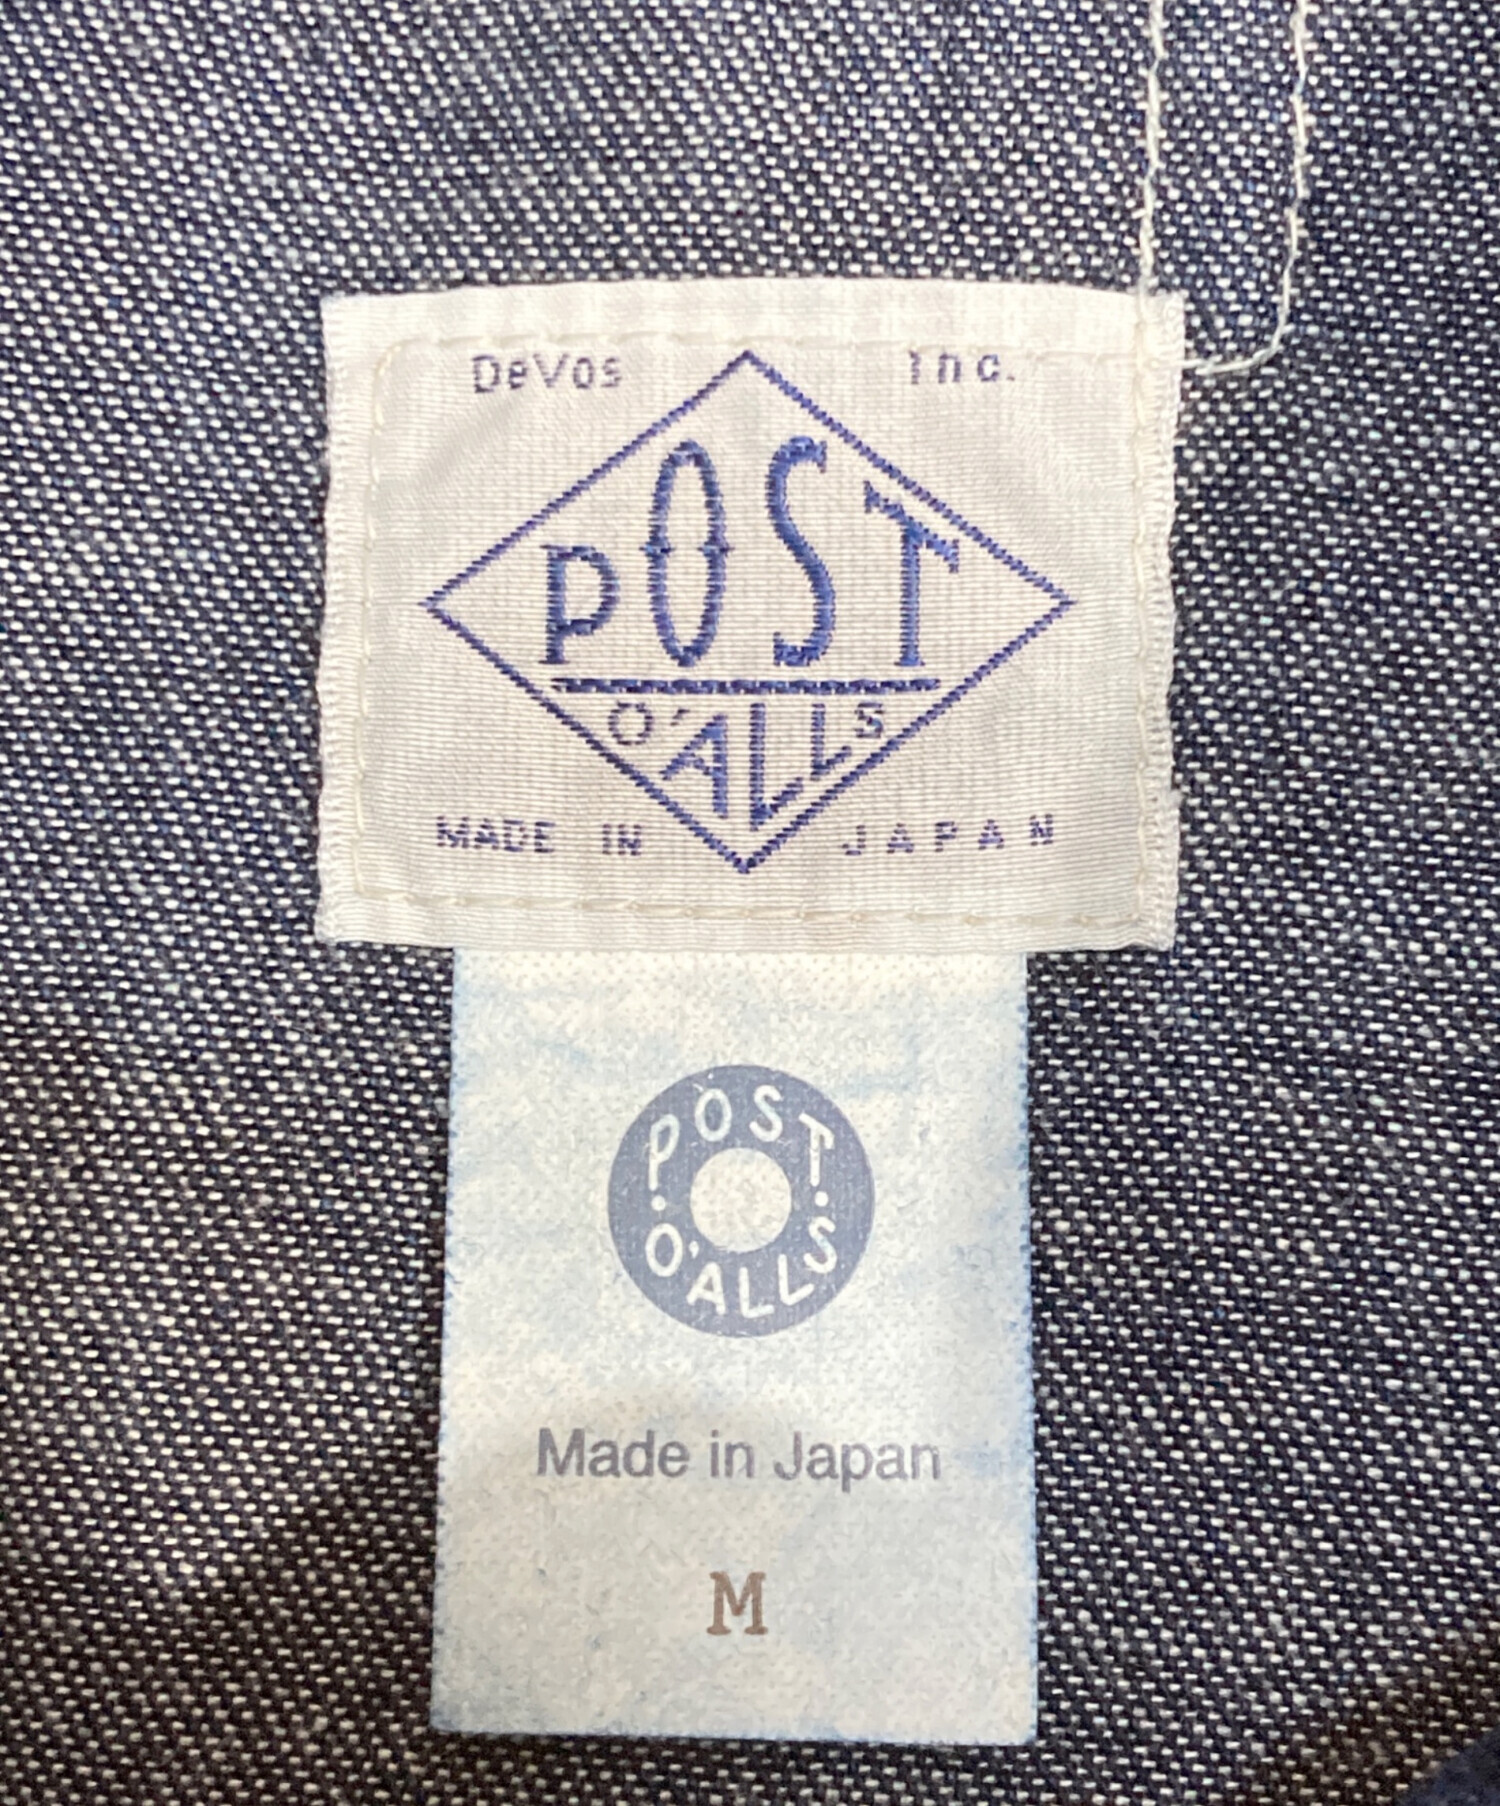 DeVos Inc.
POST
O'ALLS
MADE IN JAPAN
POST
O'ALLS
Made in Japan
M